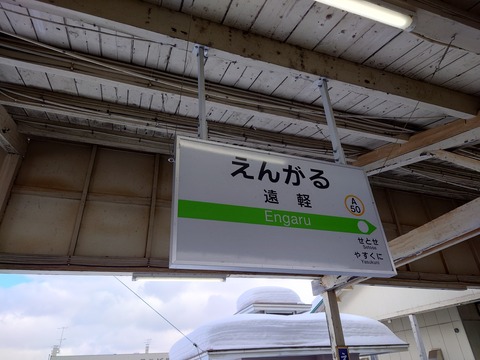 えんがる
遠軽
A
50
Engaru
せとせ
Setose
やすくに
Yasukuni